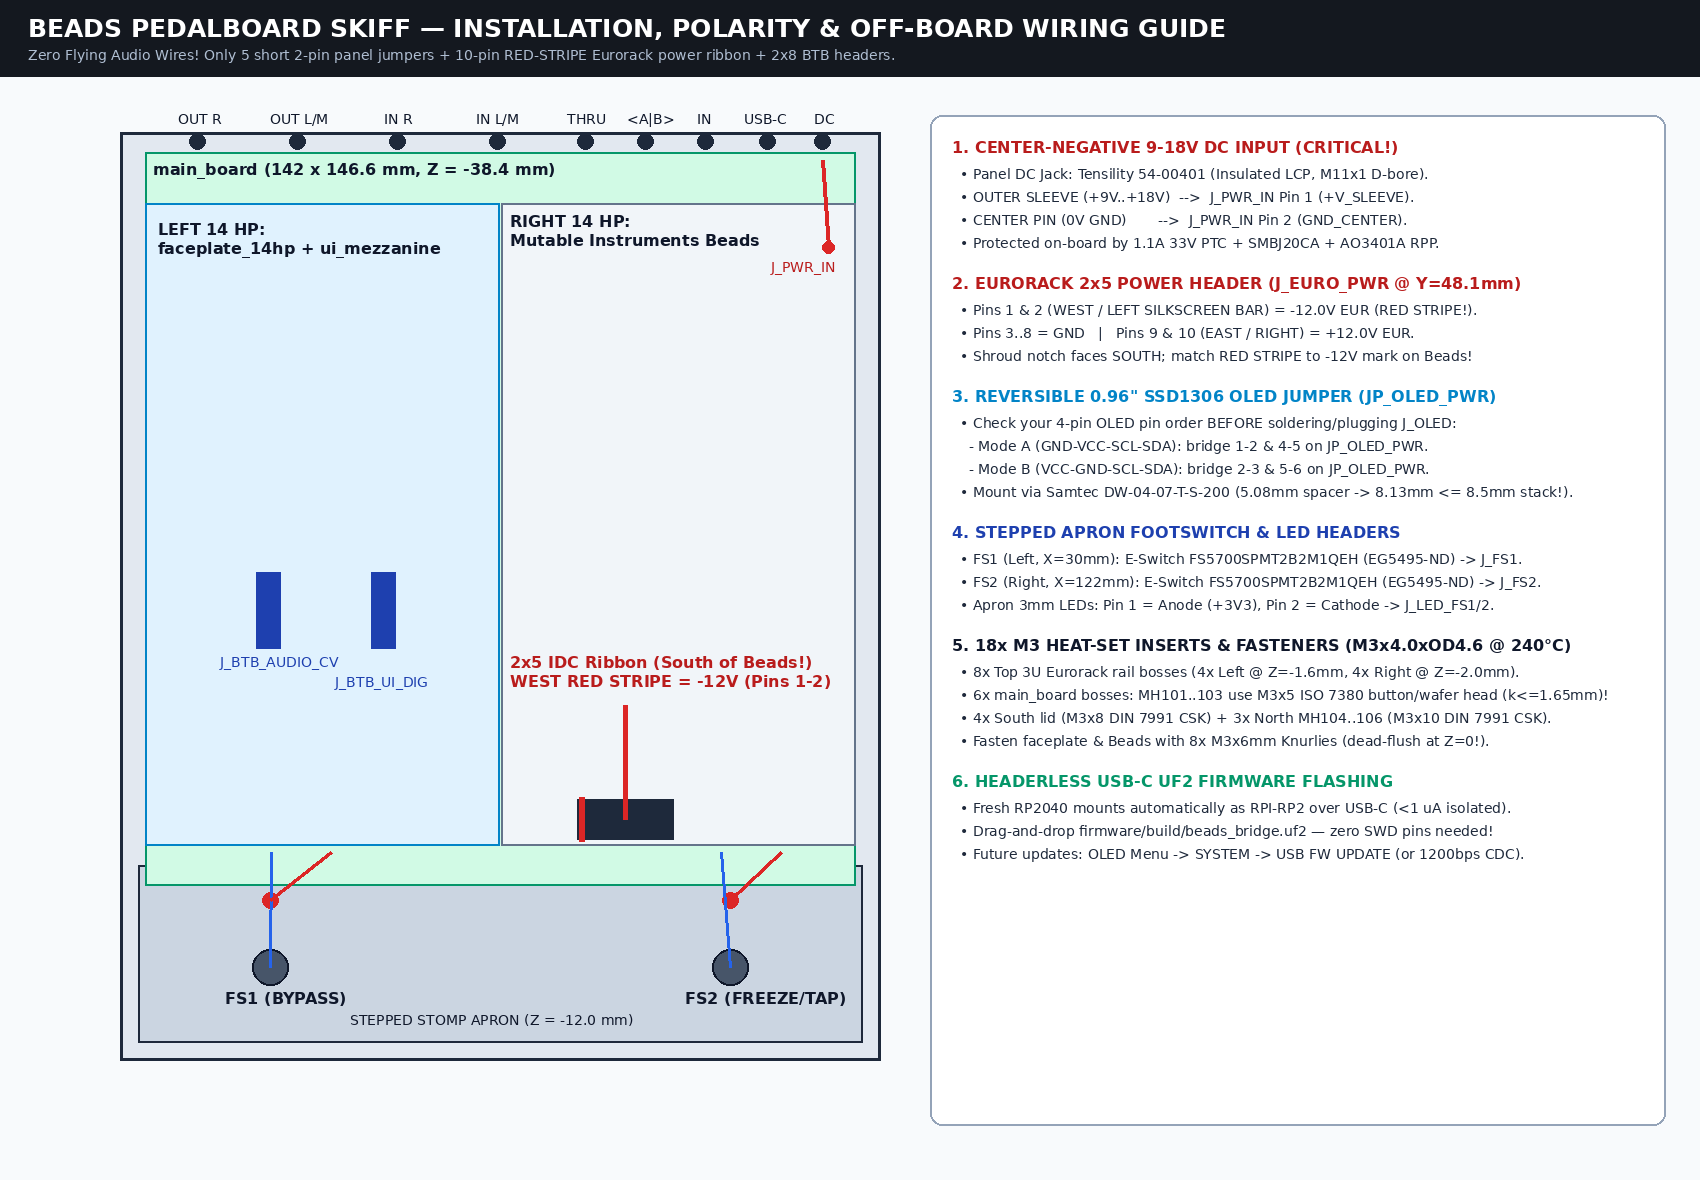 BEADS PEDALBOARD SKIFF — INSTALLATION, POLARITY & OFF-BOARD WIRING GUIDE
Zero Flying Audio Wires! Only 5 short 2-pin panel jumpers + 10-pin RED-STRIPE Eurorack power ribbon + 2x8 BTB headers.
OUT R
OUT L/M
IN R
IN L/M
THRU
<A|B>
IN
USB-C
DC
main_board (142 x 146.6 mm, Z = -38.4 mm)
LEFT 14 HP:
faceplate_14hp + ui_mezzanine
RIGHT 14 HP:
Mutable Instruments Beads
J_PWR_IN
J_BTB_AUDIO_CV
J_BTB_UI_DIG
2x5 IDC Ribbon (South of Beads!)
WEST RED STRIPE = -12V (Pins 1-2)
FS1 (BYPASS)
FS2 (FREEZE/TAP)
STEPPED STOMP APRON (Z = -12.0 mm)
1. CENTER-NEGATIVE 9-18V DC INPUT (CRITICAL!)
• Panel DC Jack: Tensility 54-00401 (Insulated LCP, M11x1 D-bore).
• OUTER SLEEVE (+9V..+18V)  -->  J_PWR_IN Pin 1 (+V_SLEEVE).
• CENTER PIN (0V GND)       -->  J_PWR_IN Pin 2 (GND_CENTER).
• Protected on-board by 1.1A 33V PTC + SMBJ20CA + AO3401A RPP.
2. EURORACK 2x5 POWER HEADER (J_EURO_PWR @ Y=48.1mm)
• Pins 1 & 2 (WEST / LEFT SILKSCREEN BAR) = -12.0V EUR (RED STRIPE!).
• Pins 3..8 = GND   |   Pins 9 & 10 (EAST / RIGHT) = +12.0V EUR.
• Shroud notch faces SOUTH; match RED STRIPE to -12V mark on Beads!
3. REVERSIBLE 0.96" SSD1306 OLED JUMPER (JP_OLED_PWR)
• Check your 4-pin OLED pin order BEFORE soldering/plugging J_OLED:
- Mode A (GND-VCC-SCL-SDA): bridge 1-2 & 4-5 on JP_OLED_PWR.
- Mode B (VCC-GND-SCL-SDA): bridge 2-3 & 5-6 on JP_OLED_PWR.
• Mount via Samtec DW-04-07-T-S-200 (5.08mm spacer -> 8.13mm <= 8.5mm stack!).
4. STEPPED APRON FOOTSWITCH & LED HEADERS
• FS1 (Left, X=30mm): E-Switch FS5700SPMT2B2M1QEH (EG5495-ND) -> J_FS1.
• FS2 (Right, X=122mm): E-Switch FS5700SPMT2B2M1QEH (EG5495-ND) -> J_FS2.
• Apron 3mm LEDs: Pin 1 = Anode (+3V3), Pin 2 = Cathode -> J_LED_FS1/2.
5. 18x M3 HEAT-SET INSERTS & FASTENERS (M3x4.0xOD4.6 @ 240°C)
• 8x Top 3U Eurorack rail bosses (4x Left @ Z=-1.6mm, 4x Right @ Z=-2.0mm).
• 6x main_board bosses: MH101..103 use M3x5 ISO 7380 button/wafer head (k<=1.65mm)!
• 4x South lid (M3x8 DIN 7991 CSK) + 3x North MH104..106 (M3x10 DIN 7991 CSK).
• Fasten faceplate & Beads with 8x M3x6mm Knurlies (dead-flush at Z=0!).
6. HEADERLESS USB-C UF2 FIRMWARE FLASHING
• Fresh RP2040 mounts automatically as RPI-RP2 over USB-C (<1 uA isolated).
• Drag-and-drop firmware/build/beads_bridge.uf2 — zero SWD pins needed!
• Future updates: OLED Menu -> SYSTEM -> USB FW UPDATE (or 1200bps CDC).